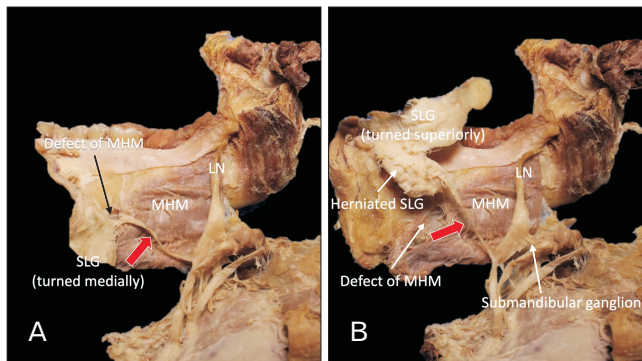 Defect of MHM
LN
MHM
SLG
(turned medially)
A
SLG
(turned superiorly)
LN
Herniated SLG
MHM
Defect of MHM
Submandibular ganglion
B